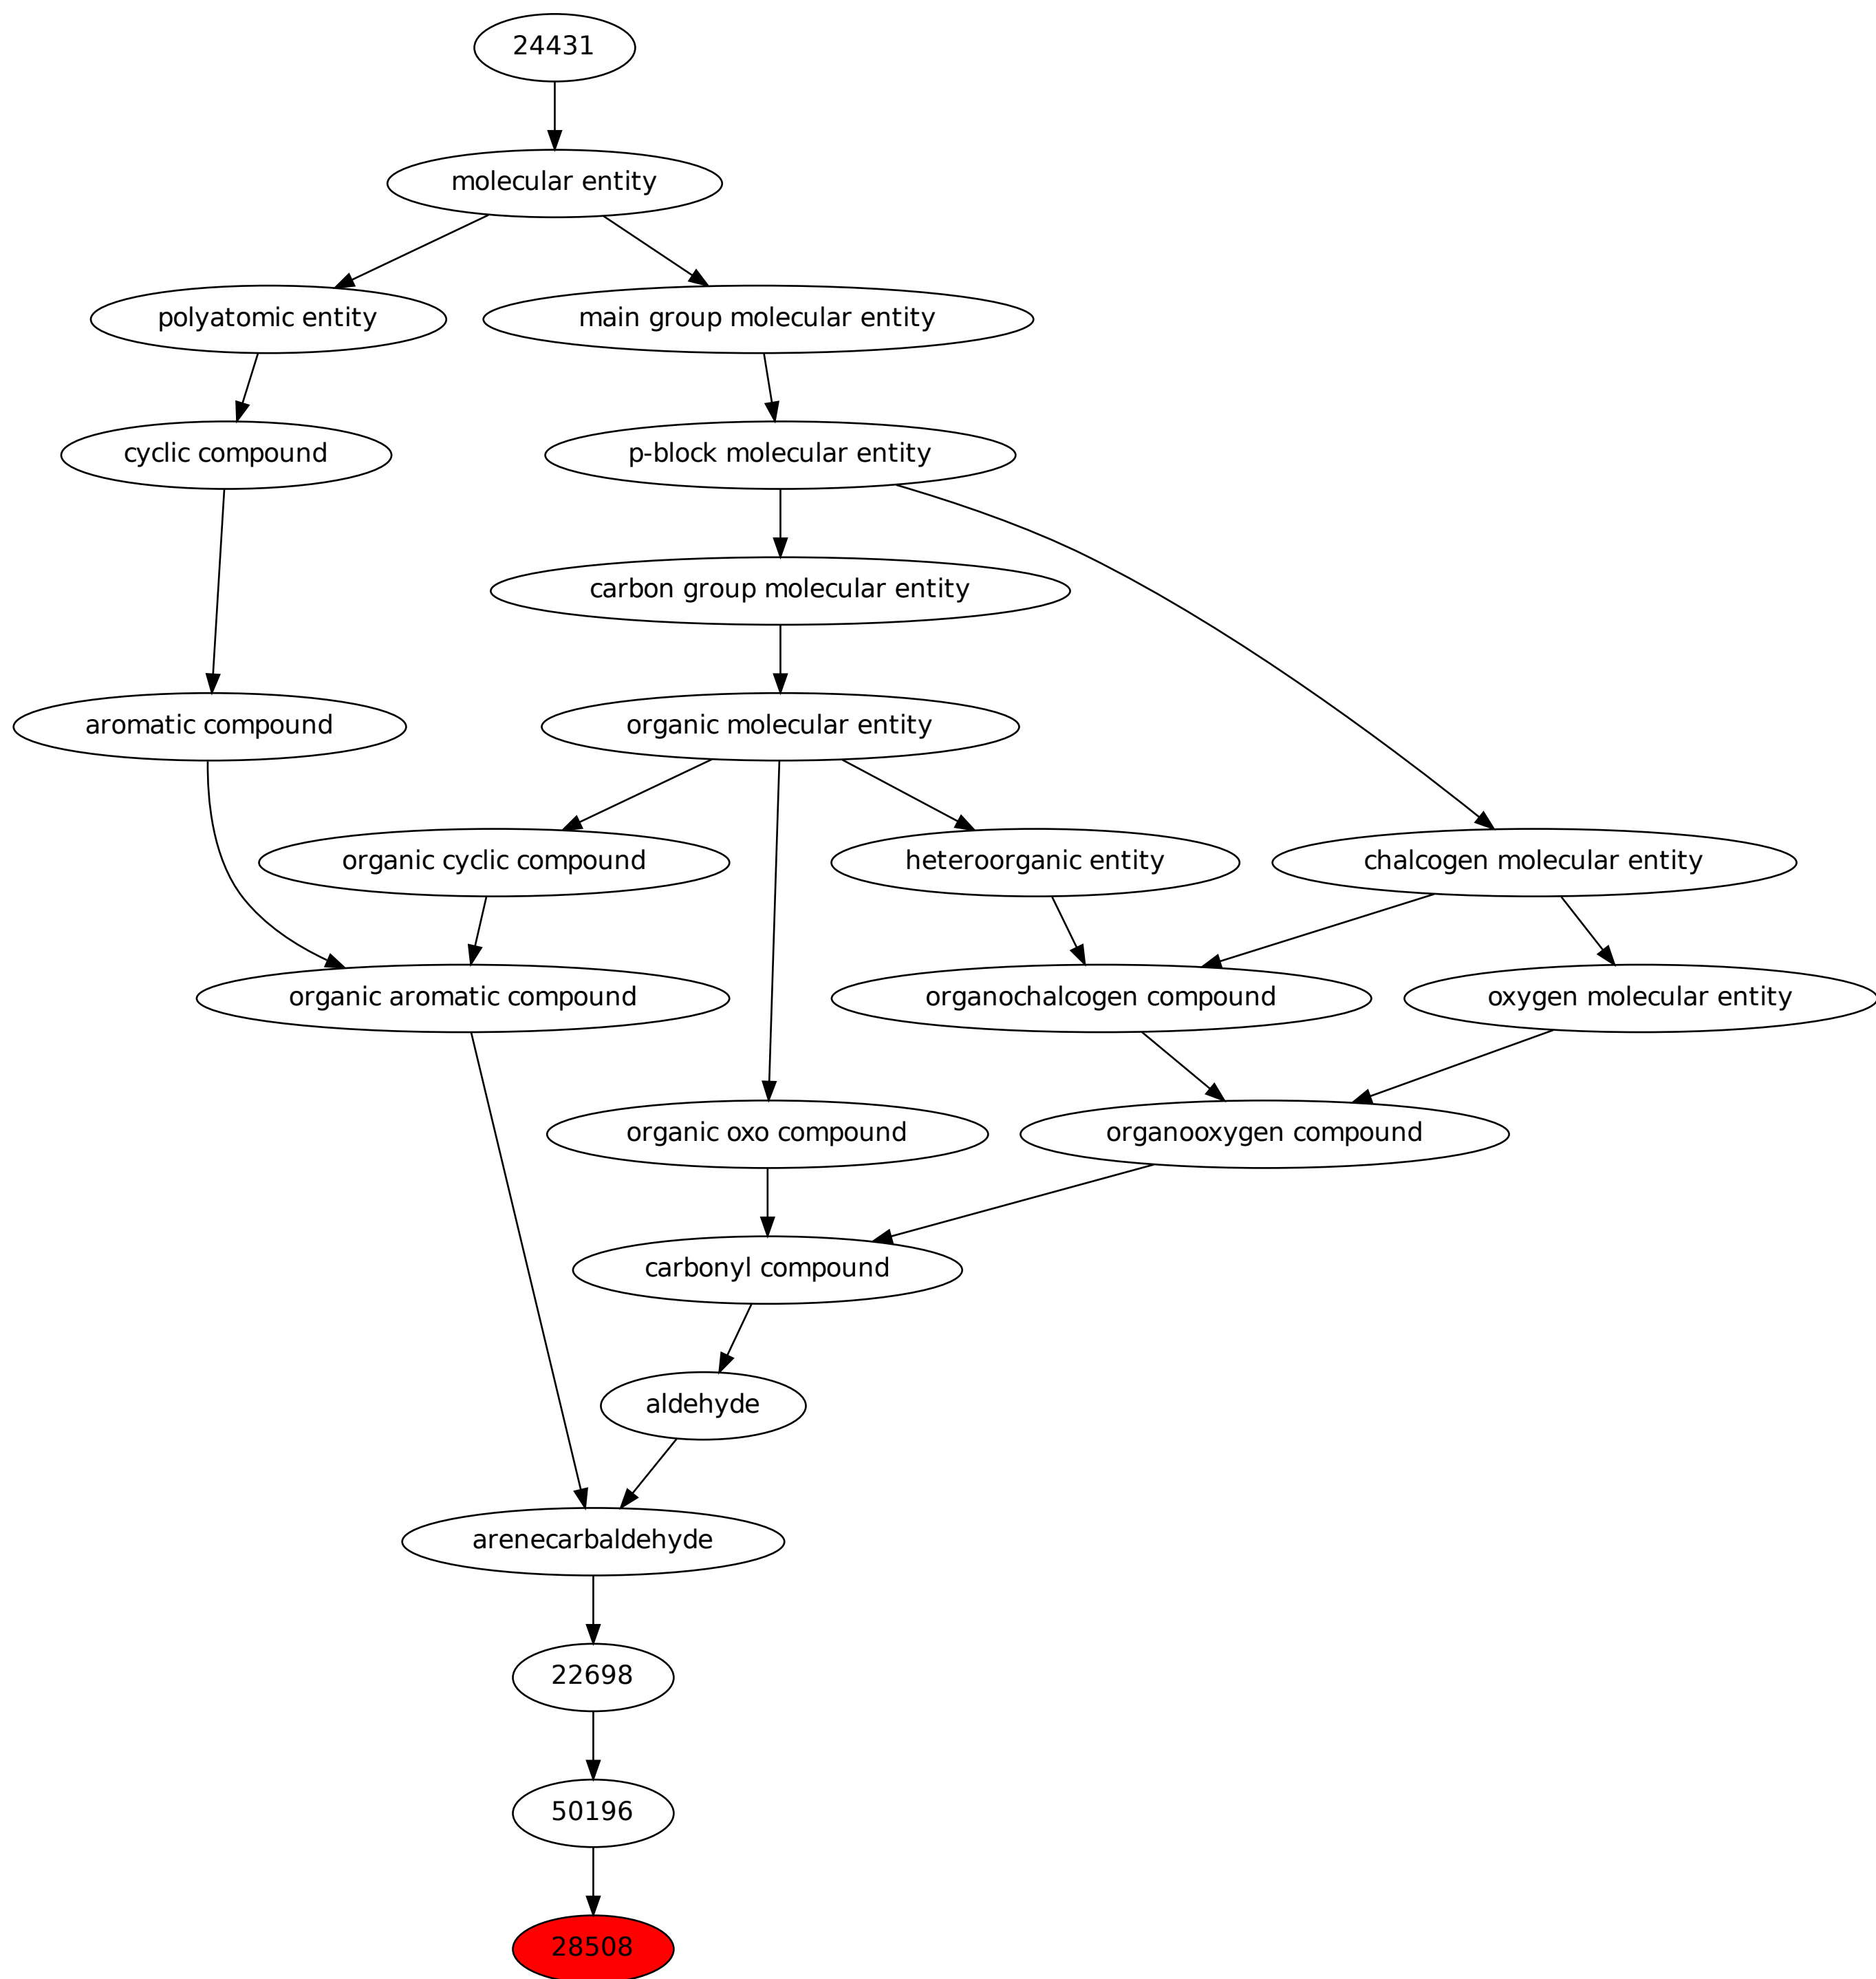 24431
molecular entity
polyatomic entity
main group molecular entity
cyclic compound
p-block molecular entity
carbon group molecular entity
aromatic compound
organic molecular entity
organic cyclic compound
heteroorganic entity
chalcogen molecular entity
organic aromatic compound
organochalcogen compound
oxygen molecular entity
organic oxo compound
organooxygen compound
carbonyl compound
aldehyde
arenecarbaldehyde
22698
50196
28508